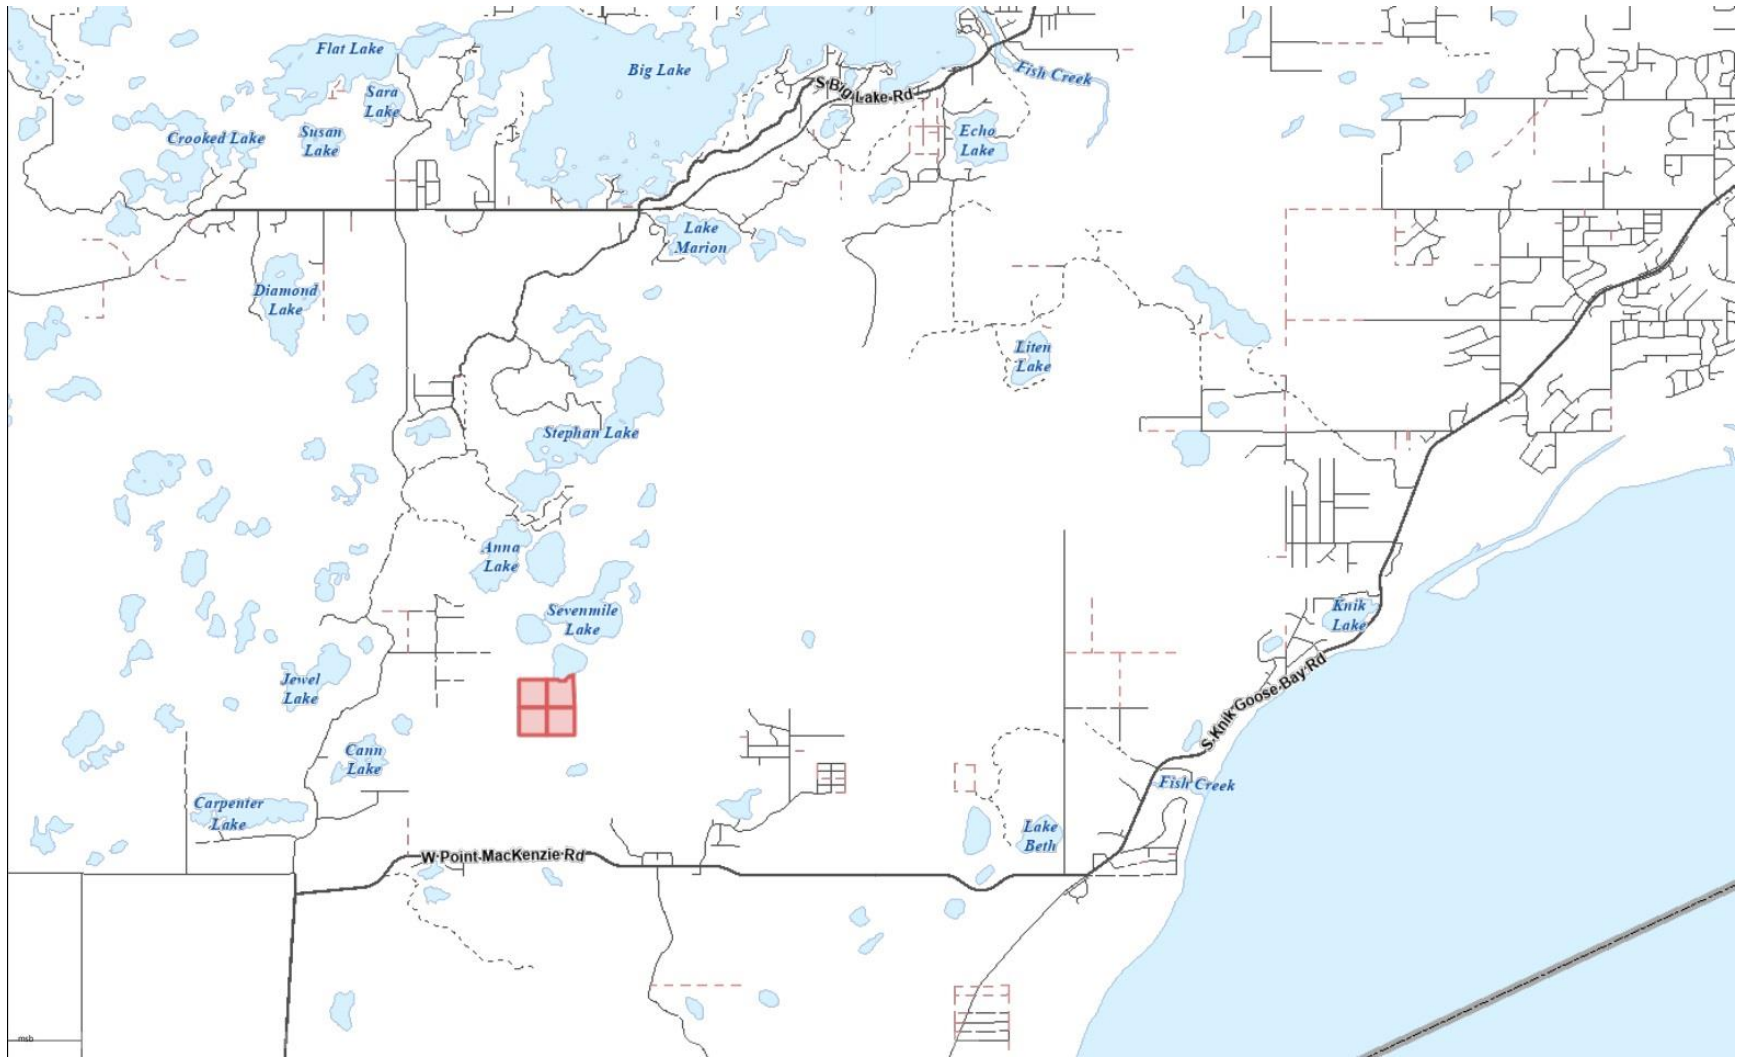 Flat Lake
Big Lake
Fish Creek
S Big Lake Rd
Sara
Lake
Crooked Lake
Susan
Lake
Echo
Lake
Lake
Marion
Diamond
Lake
Liten
Lake
Stephan Lake
Anna
Lake
Sevenmile
Lake
Knik
Lake
Jewel
Lake
S Knik Goose Bay Rd
Cann
Lake
Fish Creek
Carpenter
Lake
Lake
Beth
W Point MacKenzie Rd
msb